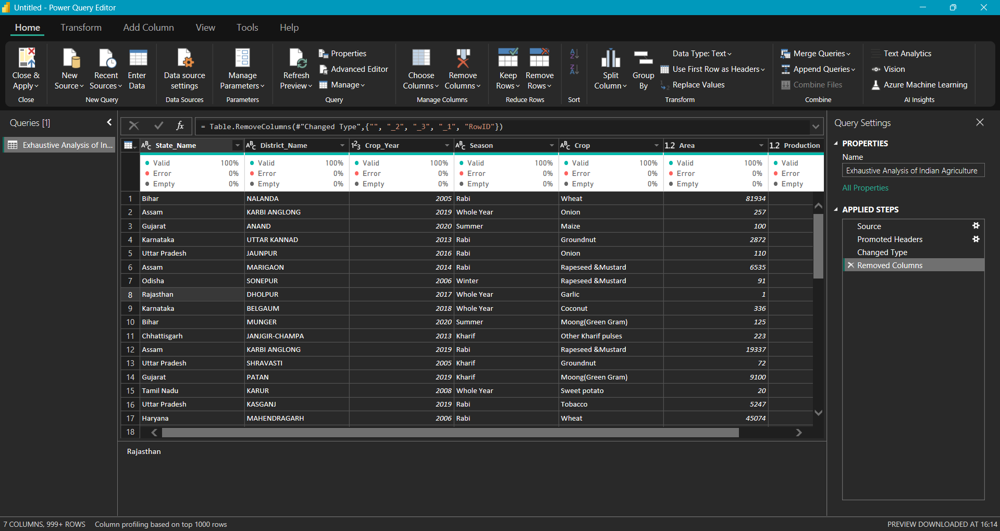 Untitled - Power Query Editor
Home Transform Add Column View Tools Help
Close & Apply
Close
New Source
Recent Sources
Enter Data
New Query
Data source settings
Data Sources
Manage Parameters
Parameters
Refresh Preview
Properties
Advanced Editor
Manage
Query
Choose Columns
Remove Columns
Manage Columns
Keep Rows
Remove Rows
Reduce Rows
Sort
Split Column
Group By
Data Type: Text
Use First Row as Headers
Replace Values
Transform
Merge Queries
Append Queries
Combine Files
Combine
Text Analytics
Vision
Azure Machine Learning
AI Insights
Queries [1]
Exhaustive Analysis of In...
fx
= Table.RemoveColumns(#"Changed Type",{"", "_2", "_3", "_1", "RowID"})
ABC State_Name ABC District_Name 123 Crop_Year ABC Season ABC Crop 1.2 Area 1.2 Production
Valid 100% Valid 100% Valid 100% Valid 100% Valid 100% Valid 100% Valid
Error 0% Error 0% Error 0% Error 0% Error 0% Error 0% Error
Empty 0% Empty 0% Empty 0% Empty 0% Empty 0% Empty 0% Empty
1 Bihar NALANDA 2005 Rabi Wheat 81934
2 Assam KARBI ANGLONG 2019 Whole Year Onion 257
3 Gujarat ANAND 2020 Summer Maize 100
4 Karnataka UTTAR KANNAD 2013 Rabi Groundnut 2872
5 Uttar Pradesh JAUNPUR 2016 Rabi Onion 110
6 Assam MARIGAON 2014 Rabi Rapeseed &Mustard 6535
7 Odisha SONEPUR 2006 Winter Rapeseed &Mustard 91
8 Rajasthan DHOLPUR 2017 Whole Year Garlic 1
9 Karnataka BELGAUM 2018 Whole Year Coconut 336
10 Bihar MUNGER 2020 Summer Moong(Green Gram) 125
11 Chhattisgarh JANJGIR-CHAMPA 2013 Kharif Other Kharif pulses 223
12 Assam KARBI ANGLONG 2019 Rabi Rapeseed &Mustard 19337
13 Uttar Pradesh SHRAVASTI 2005 Kharif Groundnut 72
14 Gujarat PATAN 2019 Kharif Moong(Green Gram) 9100
15 Tamil Nadu KARUR 2008 Whole Year Sweet potato 20
16 Uttar Pradesh KASGANJ 2019 Rabi Tobacco 5247
17 Haryana MAHENDRAGARH 2006 Rabi Wheat 45074
18
Rajasthan
Query Settings
PROPERTIES
Name
Exhaustive Analysis of Indian Agriculture
All Properties
APPLIED STEPS
Source
Promoted Headers
Changed Type
Removed Columns
7 COLUMNS, 999+ ROWS Column profiling based on top 1000 rows
PREVIEW DOWNLOADED AT 16:14